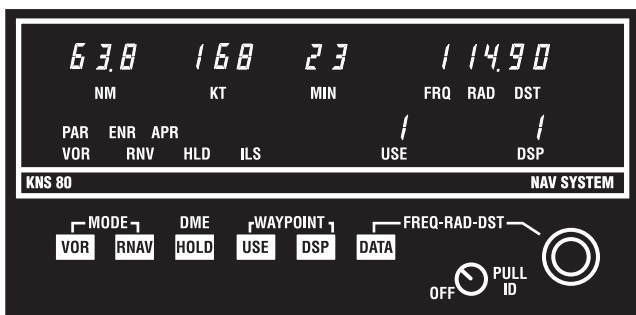 63.8 168 23 114.90
NM KT MIN FRQ RAD DST
PAR ENR APR 1 1
VOR RNV HLD ILS USE DSP
KNS 80 NAV SYSTEM
MODE DME WAYPOINT FREQ-RAD-DST
VOR RNAV HOLD USE DSP DATA
OFF PULL
ID